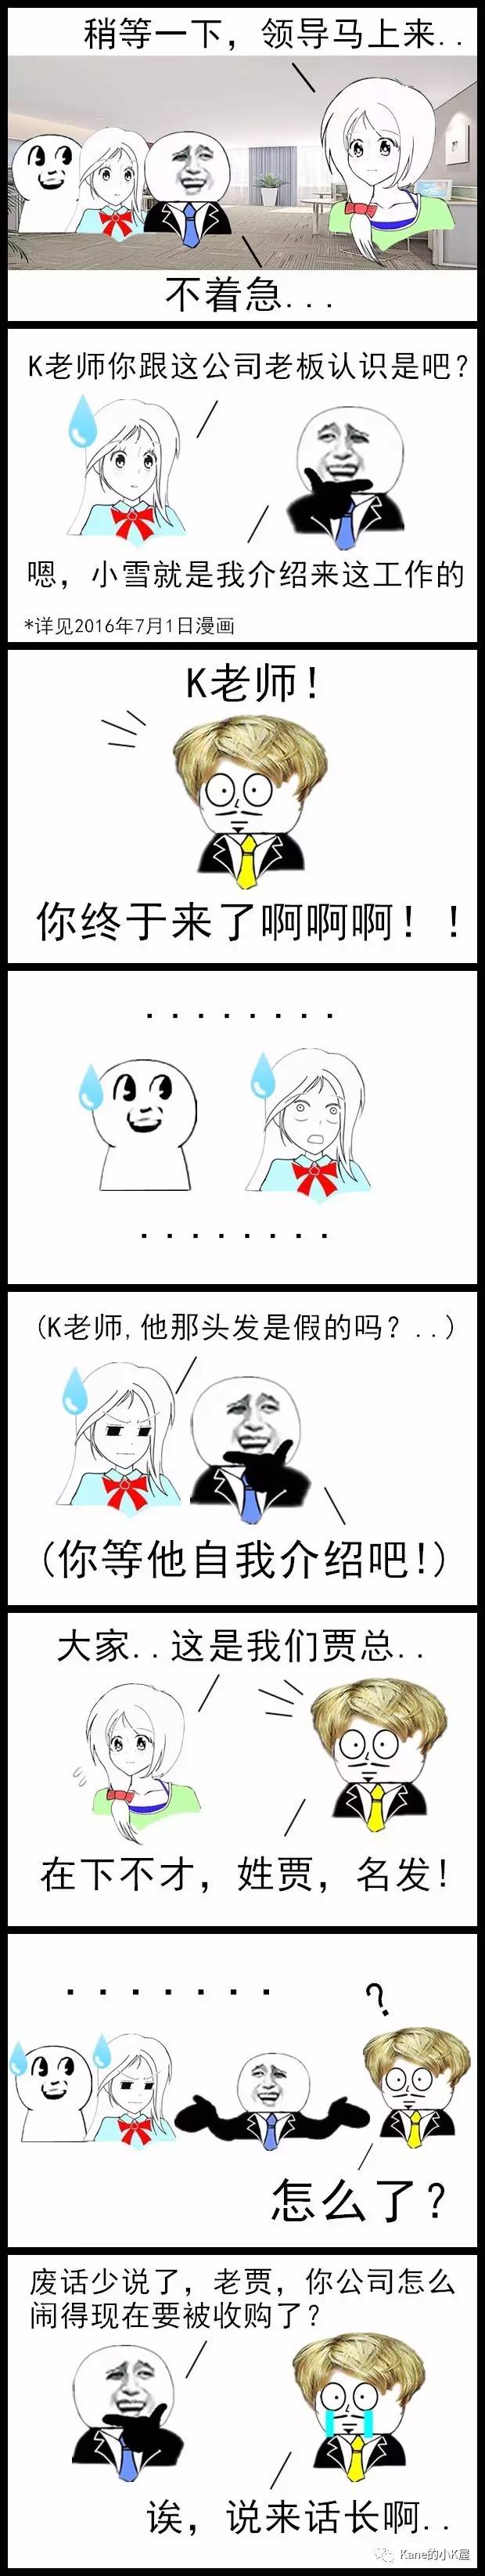 稍等一下，领导马上来..
不着急...
K老师你跟这公司老板认识是吧？
嗯，小雪就是我介绍来这工作的
*详见2016年7月1日漫画
K老师！
你终于来了啊啊啊！！
........
........
(K老师,他那头发是假的吗？..)
(你等他自我介绍吧!)
大家..这是我们贾总..
在下不才，姓贾，名发!
.......
?
怎么了？
废话少说了，老贾，你公司怎么
闹得现在要被收购了？
诶，说来话长啊..
Kane的小K屋